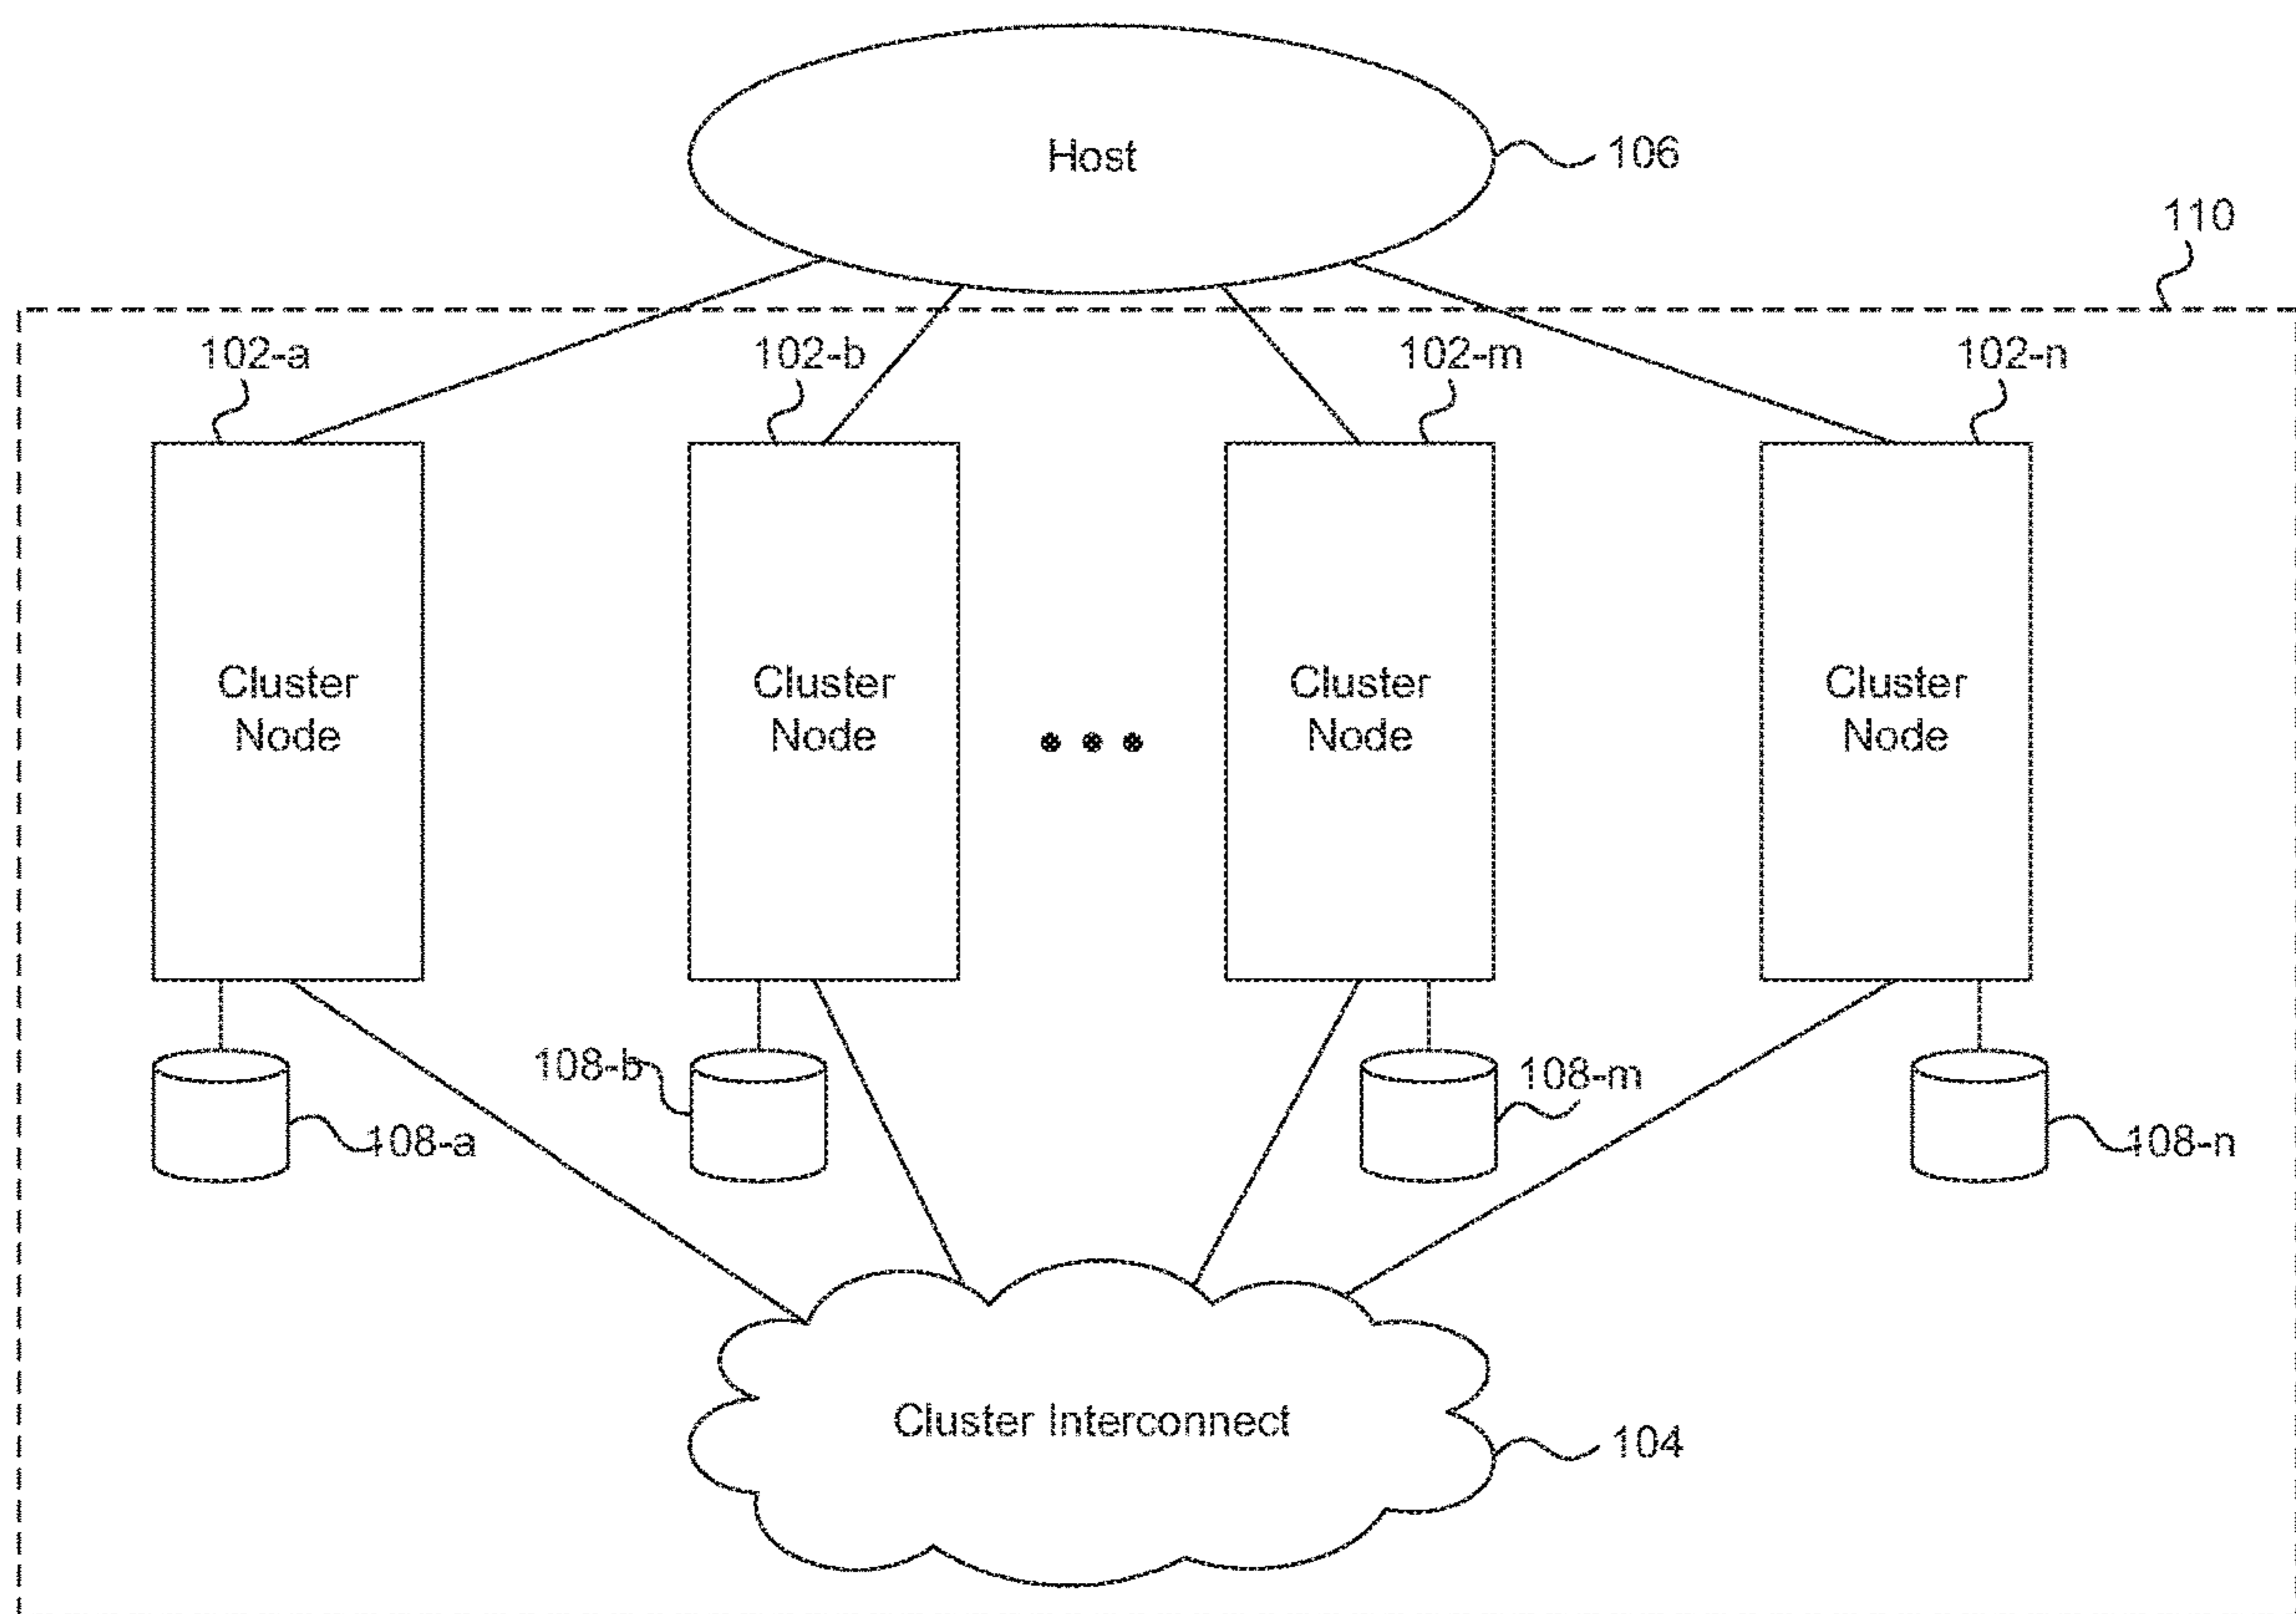 Host
106
110
102-a
102-b
102-m
102-n
Cluster
Node
Cluster
Node
Cluster
Node
Cluster
Node
108-a
108-b
108-m
108-n
Cluster Interconnect
104